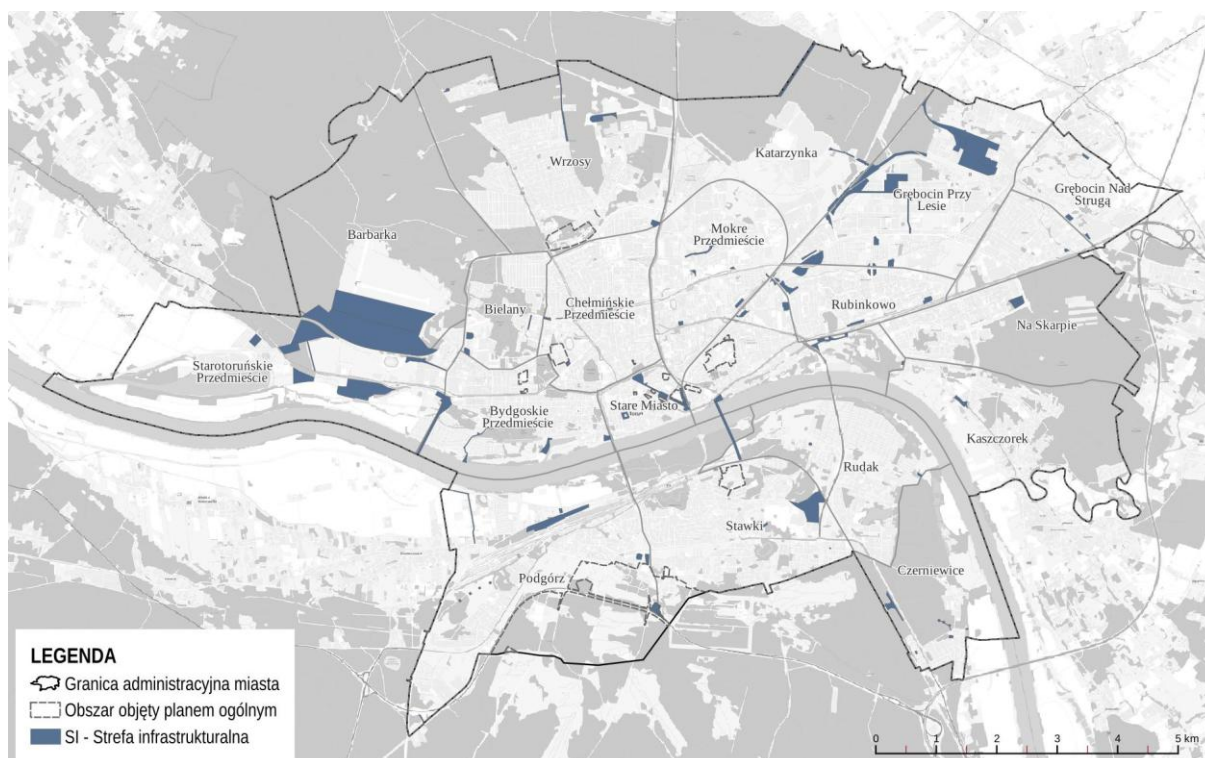 Wrzosy
Katarzynka
Grębocin Przy
Lesie
Grębocin Nad
Strugą
Barbarka
Mokre
Przedmieście
Bielany
Chełmińskie
Przedmieście
Rubinkowo
Na Skarpie
Starotoruńskie
Przedmieście
Bydgoskie
Przedmieście
Stare Miasto
Kaszczorek
Rudak
Stawki
Czerniewice
Podgórz
LEGENDA
Granica administracyjna miasta
Obszar objęty planem ogólnym
SI - Strefa infrastrukturalna
0 1 2 3 4 5 km